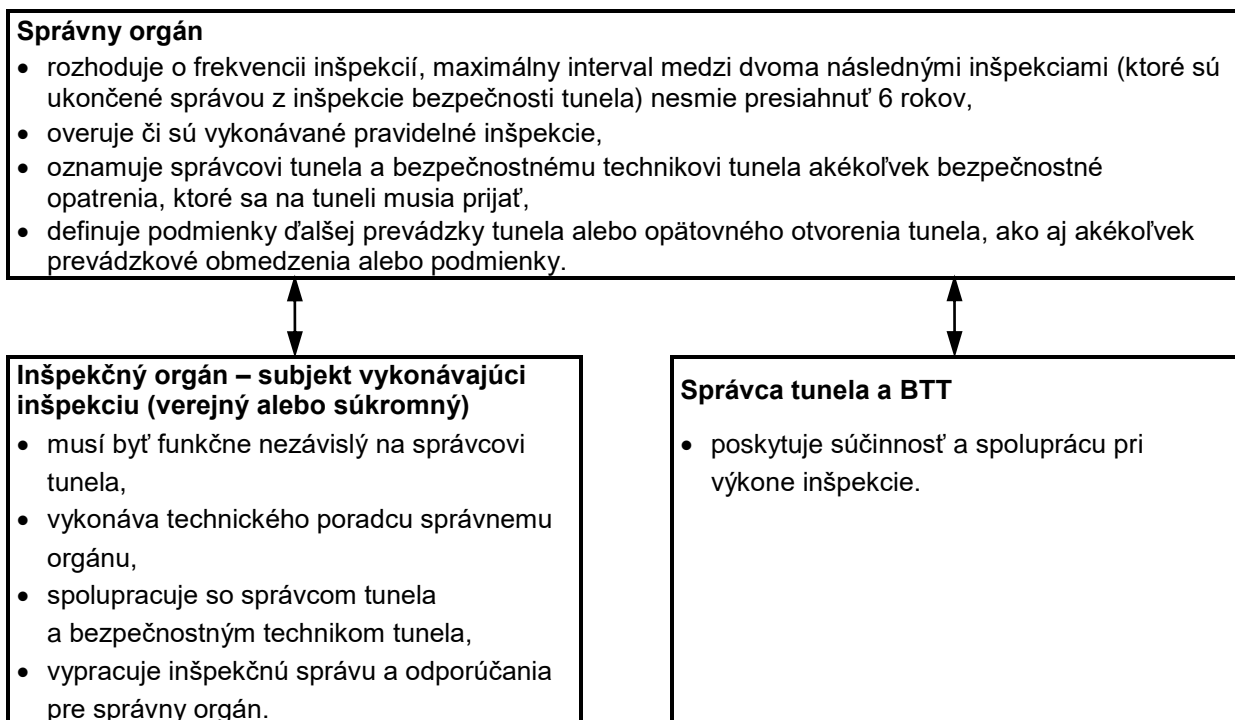 Správny orgán
• rozhoduje o frekvencii inšpekcií, maximálny interval medzi dvoma následnými inšpekciami (ktoré sú
ukončené správou z inšpekcie bezpečnosti tunela) nesmie presiahnuť 6 rokov,
• overuje či sú vykonávané pravidelné inšpekcie,
• oznamuje správcovi tunela a bezpečnostnému technikovi tunela akékoľvek bezpečnostné
opatrenia, ktoré sa na tuneli musia prijať,
• definuje podmienky ďalšej prevádzky tunela alebo opätovného otvorenia tunela, ako aj akékoľvek
prevádzkové obmedzenia alebo podmienky.
Inšpekčný orgán – subjekt vykonávajúci
inšpekciu (verejný alebo súkromný)
• musí byť funkčne nezávislý na správcovi
tunela,
• vykonáva technického poradcu správnemu
orgánu,
• spolupracuje so správcom tunela
a bezpečnostným technikom tunela,
• vypracuje inšpekčnú správu a odporúčania
pre správny orgán.
Správca tunela a BTT
• poskytuje súčinnosť a spoluprácu pri
výkone inšpekcie.